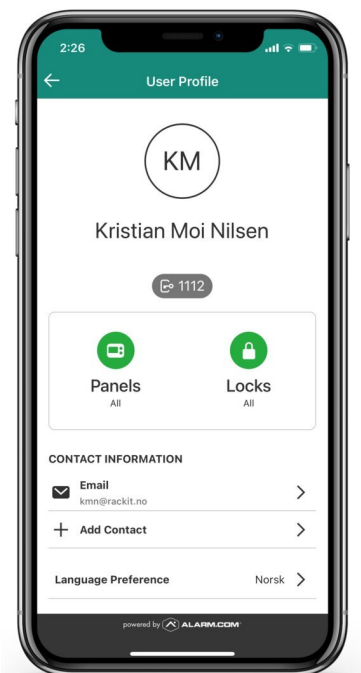 2:26
User Profile
KM
Kristian Moi Nilsen
1112
Panels
All
Locks
All
CONTACT INFORMATION
Email
kmn@rackit.no
Add Contact
Language Preference
Norsk
powered by ALARM.COM